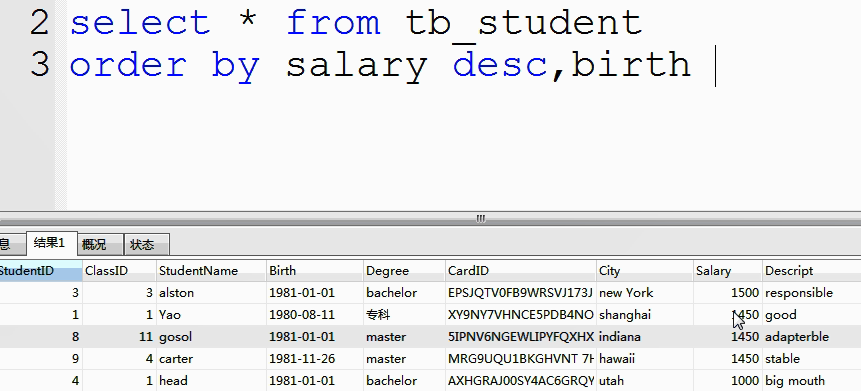 2 select * from tb_student
3 order by salary desc,birth
息 结果1 概况 状态
StudentID ClassID StudentName Birth Degree CardID City Salary Descript
3 3 alston 1981-01-01 bachelor EPSJQTV0FB9WRSVJ173J new York 1500 responsible
1 1 Yao 1980-08-11 专科 XY9NY7VHNCE5PDB4NO shanghai 1450 good
8 11 gosol 1981-01-01 master 5IPNV6NGEWLIPYFQXHX indiana 1450 adapterble
9 4 carter 1981-11-26 master MRG9UQU1BKGHVNT 7H hawaii 1450 stable
4 1 head 1981-01-01 bachelor AXHGRAJ00SY4AC6GRQY utah 1000 big mouth